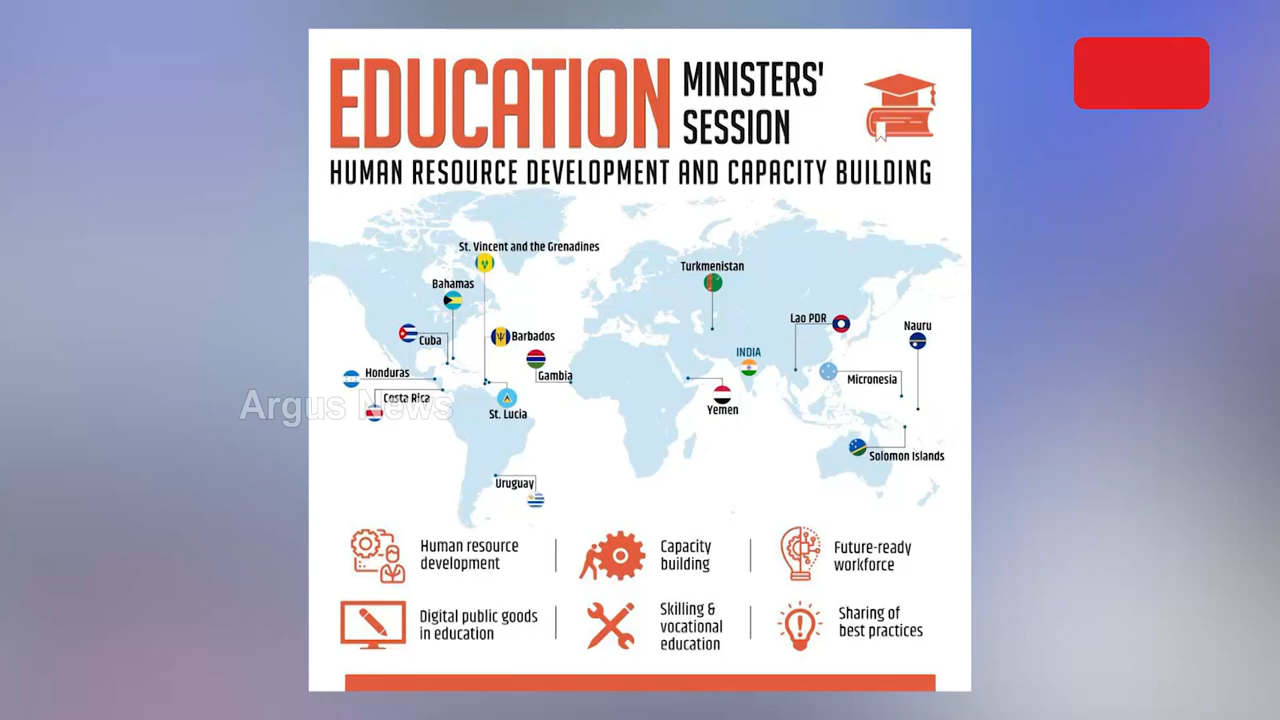 EDUCATION
MINISTERS'
SESSION
HUMAN RESOURCE DEVELOPMENT AND CAPACITY BUILDING
St. Vincent and the Grenadines
Turkmenistan
Bahamas
Lao PDR
Nauru
Cuba
Barbados
INDIA
Honduras
Gambia
Micronesia
Costa Rica
Argus News
St. Lucia
Yemen
Solomon Islands
Uruguay
Human resource
development
Capacity
building
Future-ready
workforce
Digital public goods
in education
Skilling &
vocational
education
Sharing of
best practices